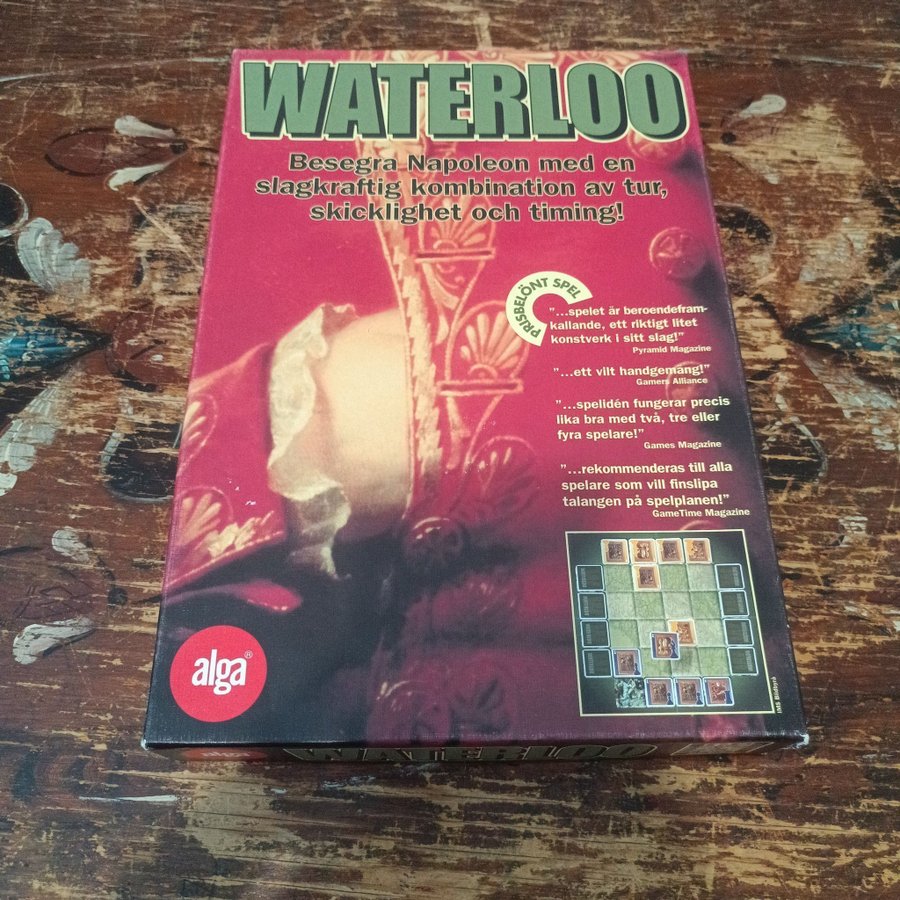 WATERLOO
Besegra Napoleon med en
slagkraftig kombination av tur,
skicklighet och timing!
PRISBELÖNT SPEL
"...spelet är beroendefram-
kallande, ett riktigt litet
konstverk i sitt slag!"
Pyramid Magazine
"...ett vilt handgemäng!"
Gamers Alliance
"...spelidén fungerar precis
lika bra med två, tre eller
fyra spelare!"
Games Magazine
"...rekommenderas till alla
spelare som vill finslipa
talangen på spelplanen!"
GameTime Magazine
alga®
IMS Bildbyrå
WATERLOO